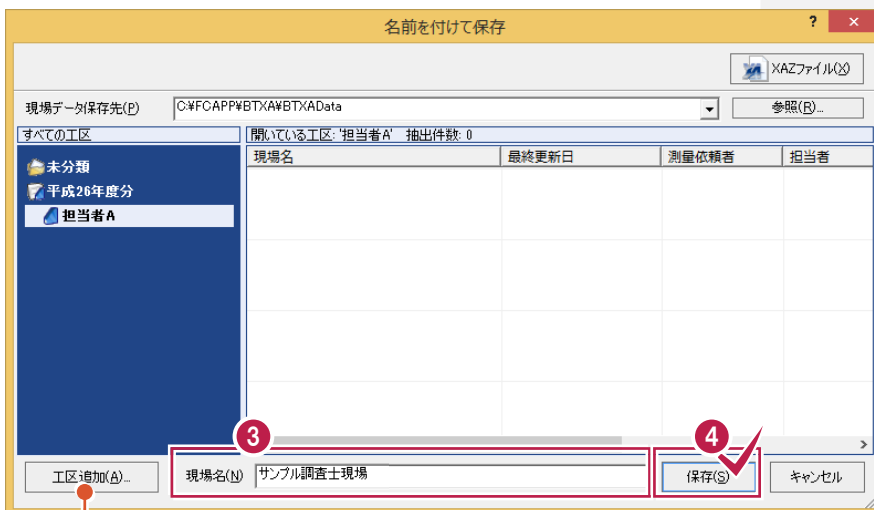 名前を付けて保存
? ×
XAZファイル(X)
現場データ保存先(P) C:¥FCAPP¥BTXA¥BTXAData 参照(R)...
すべての工区 開いている工区: '担当者A' 抽出件数: 0
現場名 最終更新日 測量依頼者 担当者
未分類
平成26年度分
担当者A
3 4
工区追加(A)... 現場名(N) サンプル調査士現場 保存(S) キャンセル